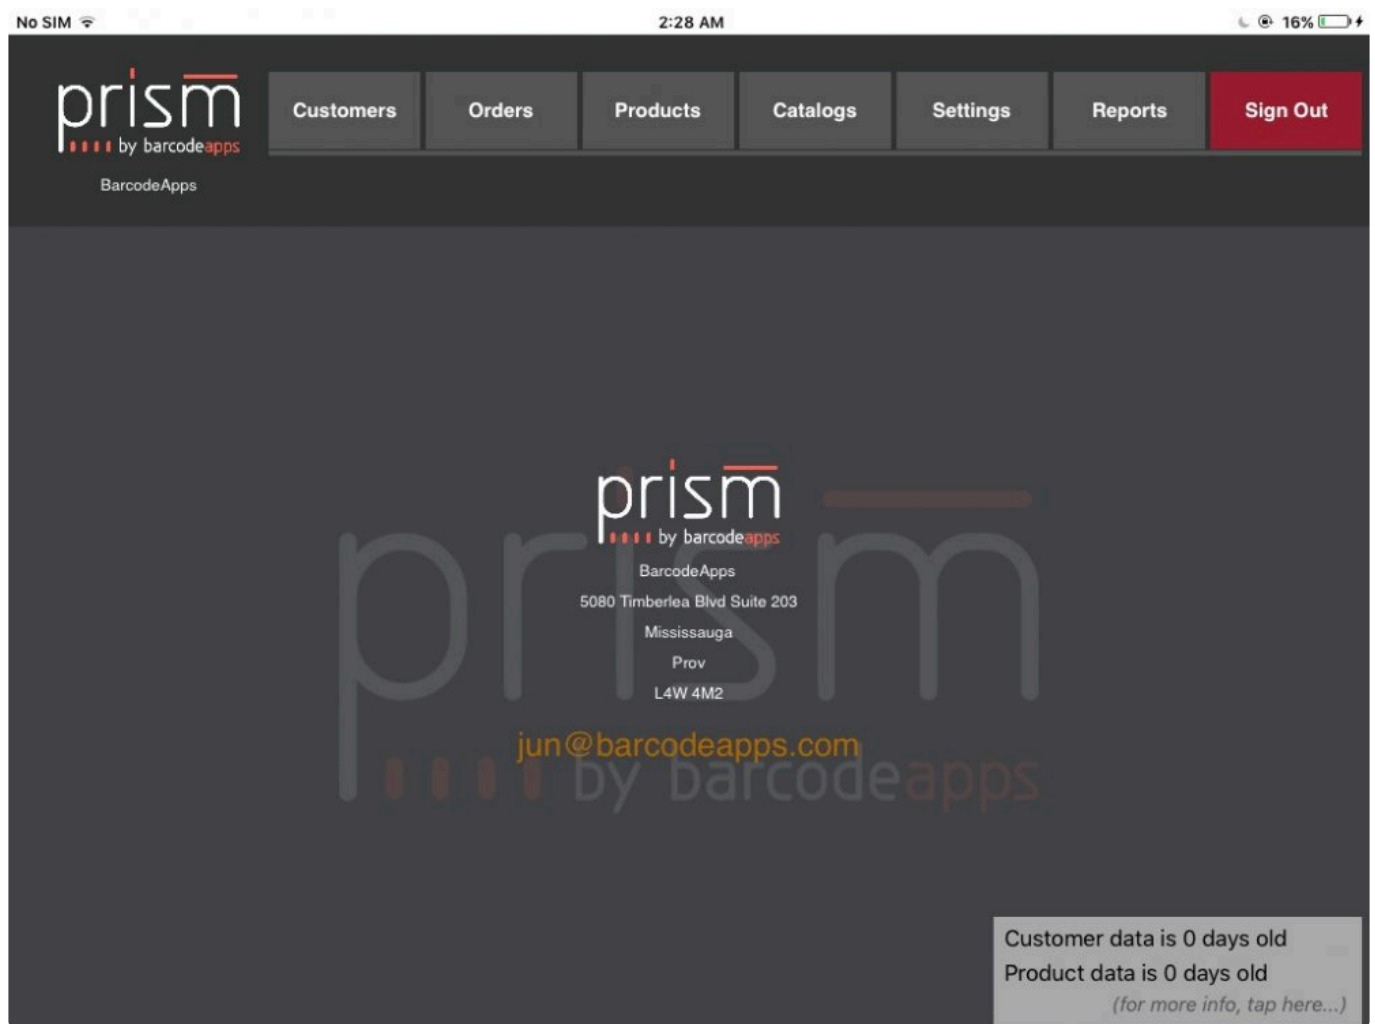 No SIM 2:28 AM 16%
prism
by barcodeapps
BarcodeApps
Customers Orders Products Catalogs Settings Reports Sign Out
prism
by barcodeapps
BarcodeApps
5080 Timberlea Blvd Suite 203
Mississauga
Prov
L4W 4M2
jun@barcodeapps.com
prism
by barcodeapps
Customer data is 0 days old
Product data is 0 days old
(for more info, tap here...)